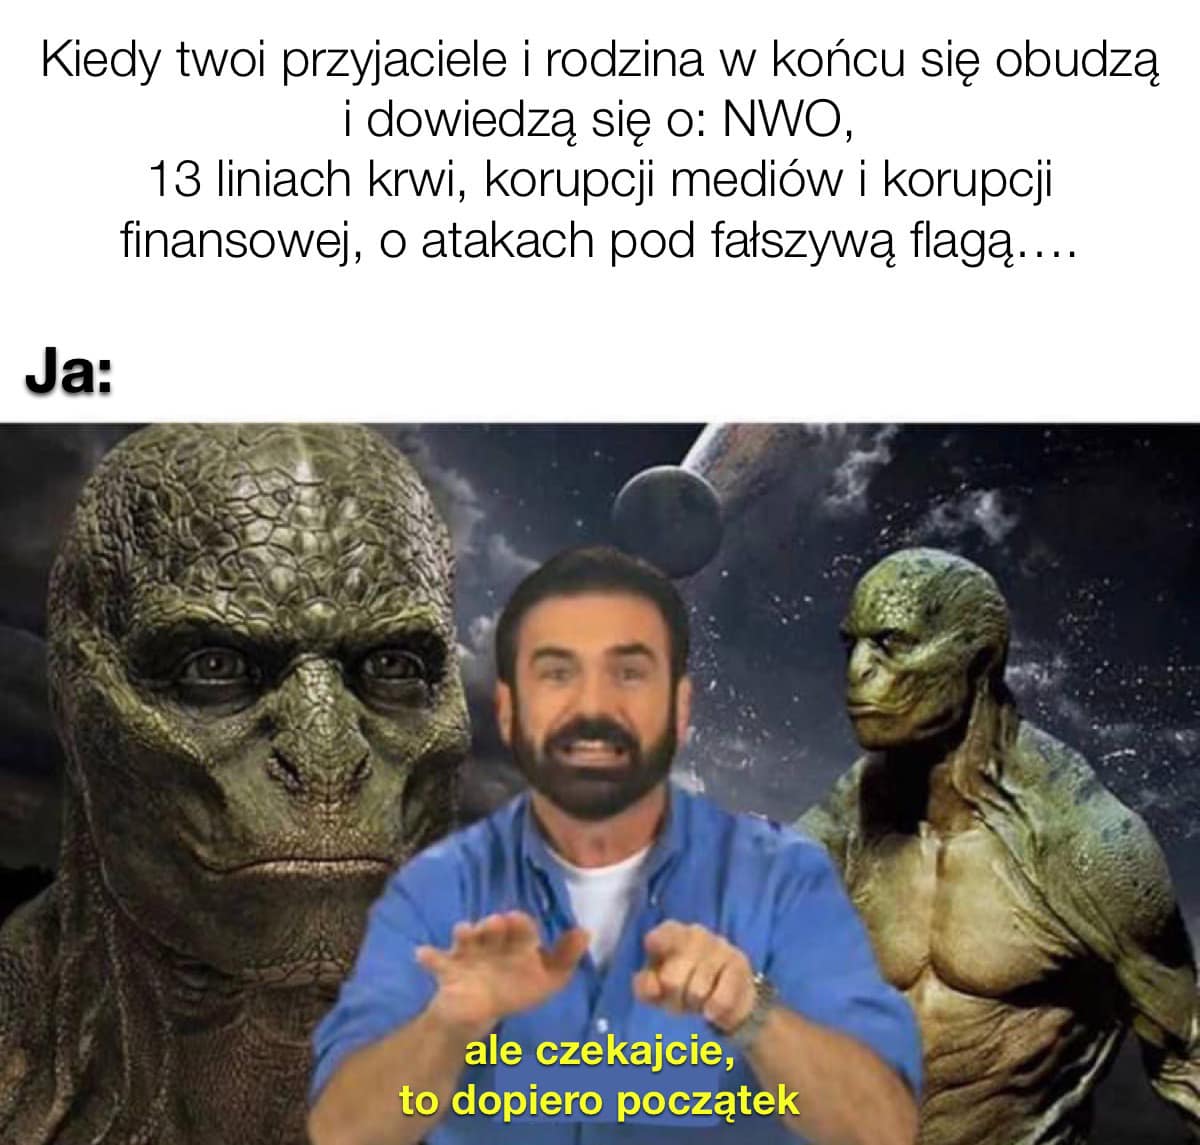 Kiedy twoi przyjaciele i rodzina w końcu się obudzą
i dowiedzą się o: NWO,
13 liniach krwi, korupcji mediów i korupcji
finansowej, o atakach pod fałszywą flagą....
Ja:
ale czekajcie,
to dopiero początek